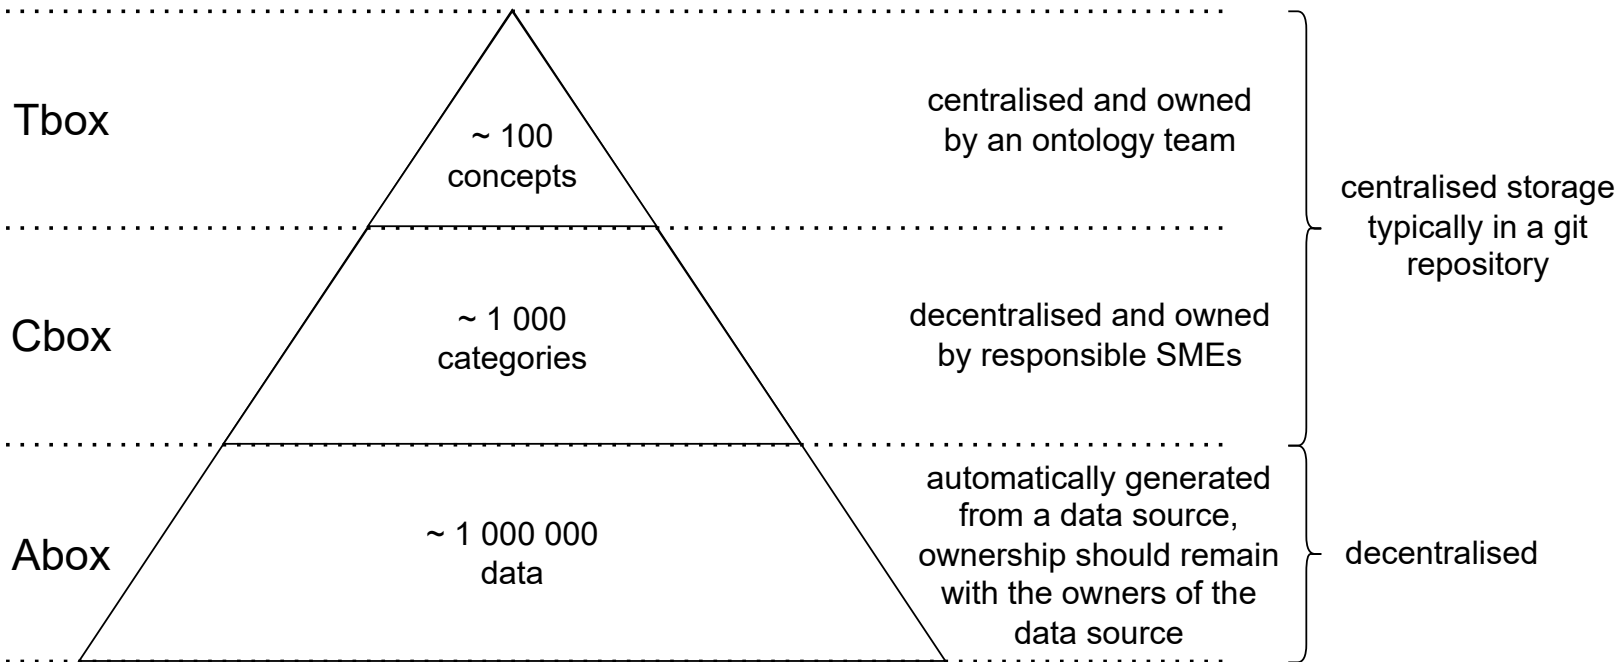 Tbox
~ 100
concepts
centralised and owned
by an ontology team
centralised storage
typically in a git
repository
Cbox
~ 1 000
categories
decentralised and owned
by responsible SMEs
Abox
~ 1 000 000
data
automatically generated
from a data source,
ownership should remain
with the owners of the
data source
decentralised